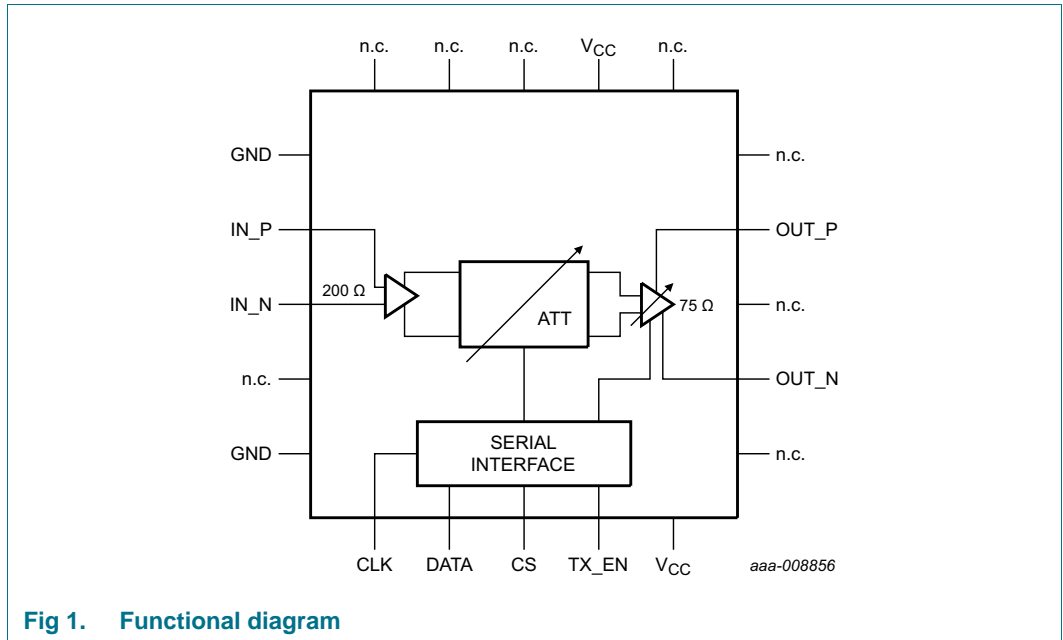 n.c. n.c. n.c. VCC n.c.
GND n.c.
IN_P OUT_P
IN_N 200 Ω ATT 75 Ω n.c.
n.c. OUT_N
GND SERIAL INTERFACE n.c.
CLK DATA CS TX_EN VCC aaa-008856
Fig 1. Functional diagram